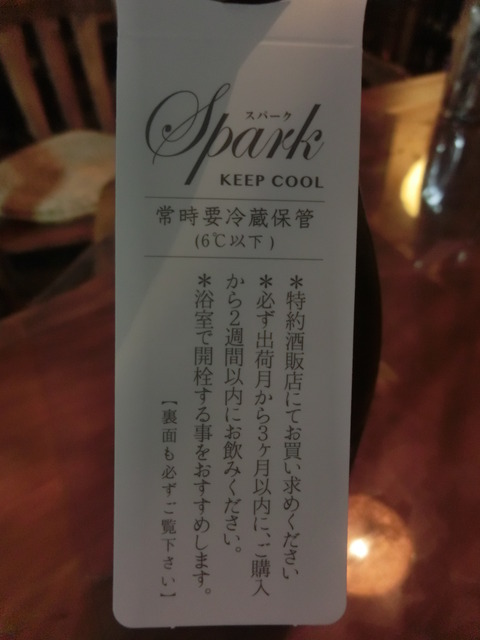 Spark
スパーク
KEEP COOL
常時要冷蔵保管
(6℃以下)
＊特約酒販店にてお買い求めください
＊必ず出荷月から3ヶ月以内に、ご購入
から2週間以内にお飲みください。
＊浴室で開栓する事をおすすめします。
【裏面も必ずご覧下さい】